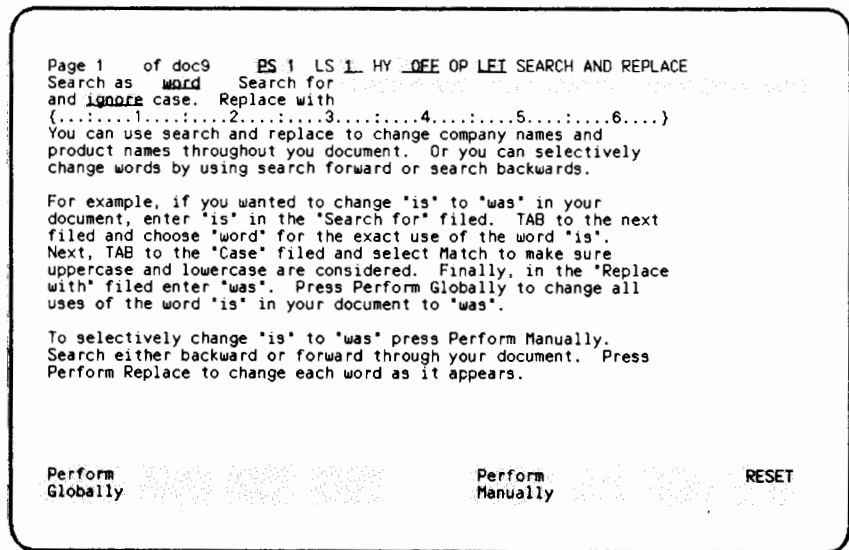 Page 1 of doc9 PS 1 LS 1 HY OFF OP LET SEARCH AND REPLACE
Search as word Search for
and ignore case. Replace with
{...:....1....:....2....:....3....:....4....:....5....:....6....}
You can use search and replace to change company names and
product names throughout you document. Or you can selectively
change words by using search forward or search backwards.
For example, if you wanted to change "is" to "was" in your
document, enter "is" in the "Search for" filed. TAB to the next
filed and choose "word" for the exact use of the word "is".
Next, TAB to the "Case" filed and select Match to make sure
uppercase and lowercase are considered. Finally, in the "Replace
with" filed enter "was". Press Perform Globally to change all
uses of the word "is" in your document to "was".
To selectively change "is" to "was" press Perform Manually.
Search either backward or forward through your document. Press
Perform Replace to change each word as it appears.
Perform Perform RESET
Globally Manually